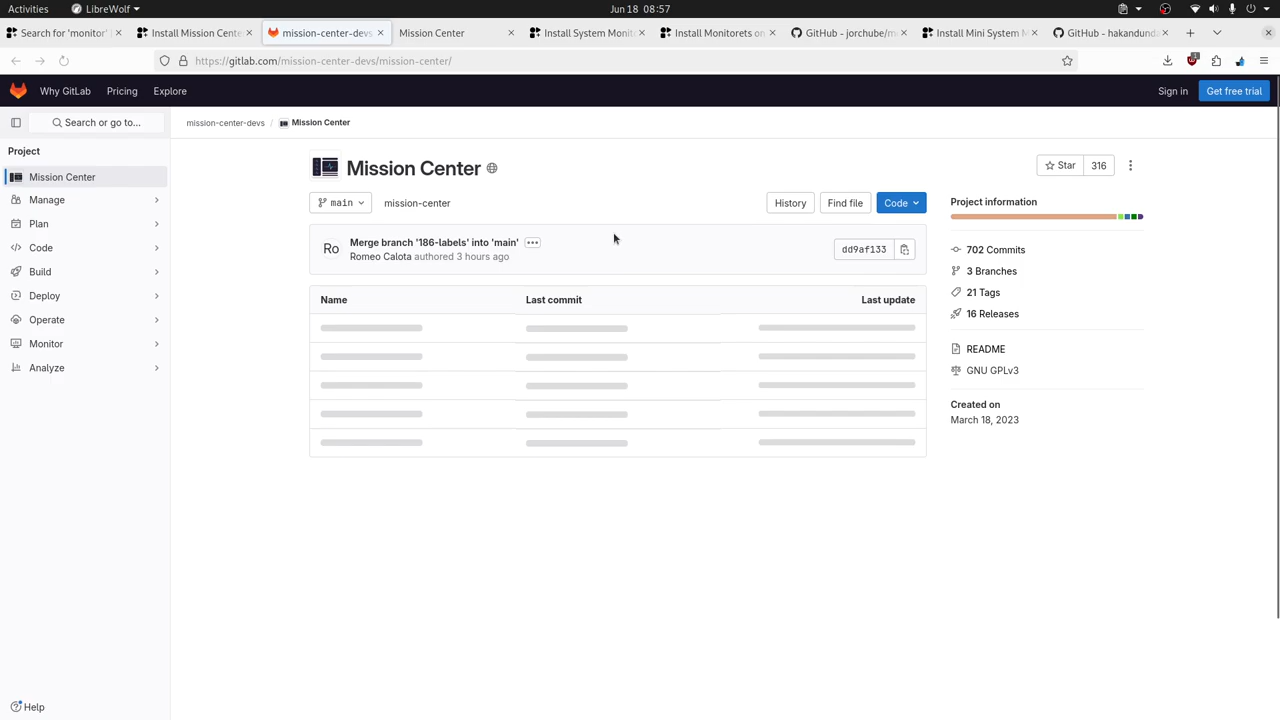 Activities
LibreWolf
Jun 18 08:57
Search for 'monitor'
Install Mission Cente
mission-center-devs
Mission Center
Install System Monito
Install Monitorets on
GitHub - jorchube/m
Install Mini System M
GitHub - hakandunda
https://gitlab.com/mission-center-devs/mission-center/
1
Why GitLab
Pricing
Explore
Sign in
Get free trial
Search or go to...
mission-center-devs / Mission Center
Project
Mission Center
Manage
Plan
Code
Build
Deploy
Operate
Monitor
Analyze
Help
Mission Center
Star 316
main
mission-center
History
Find file
Code
Ro
Merge branch '186-labels' into 'main'
Romeo Calota authored 3 hours ago
dd9af133
Name
Last commit
Last update
Project information
702 Commits
3 Branches
21 Tags
16 Releases
README
GNU GPLv3
Created on
March 18, 2023